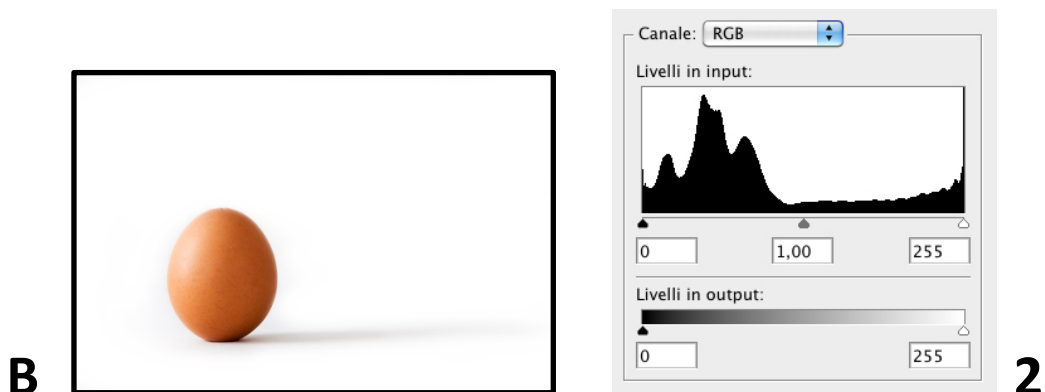 Canale: RGB
Livelli in input:
0 1,00 255
Livelli in output:
0 255
B 2